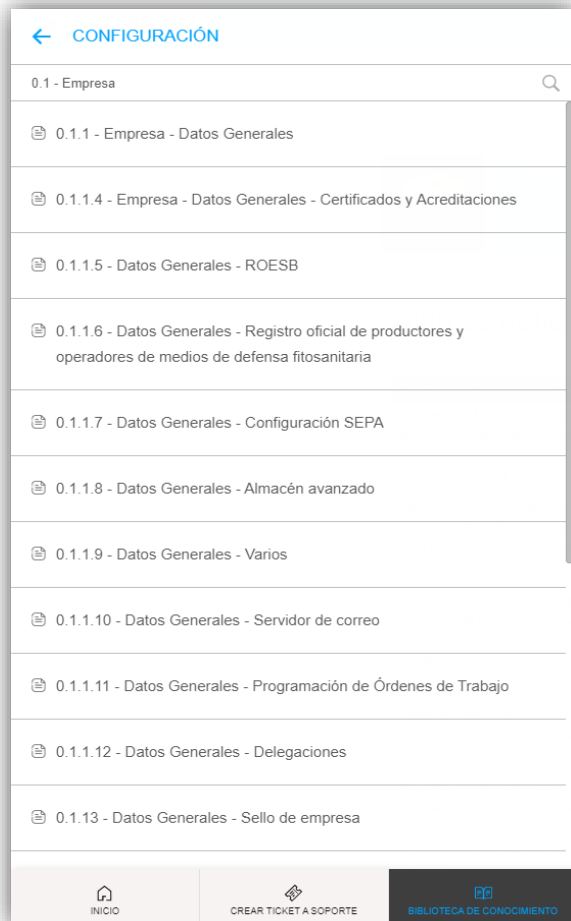 CONFIGURACIÓN
0.1 - Empresa
0.1.1 - Empresa - Datos Generales
0.1.1.4 - Empresa - Datos Generales - Certificados y Acreditaciones
0.1.1.5 - Datos Generales - ROESB
0.1.1.6 - Datos Generales - Registro oficial de productores y
operadores de medios de defensa fitosanitaria
0.1.1.7 - Datos Generales - Configuración SEPA
0.1.1.8 - Datos Generales - Almacén avanzado
0.1.1.9 - Datos Generales - Varios
0.1.1.10 - Datos Generales - Servidor de correo
0.1.1.11 - Datos Generales - Programación de Órdenes de Trabajo
0.1.1.12 - Datos Generales - Delegaciones
0.1.13 - Datos Generales - Sello de empresa
INICIO
CREAR TICKET A SOPORTE
BIBLIOTECA DE CONOCIMIENTO